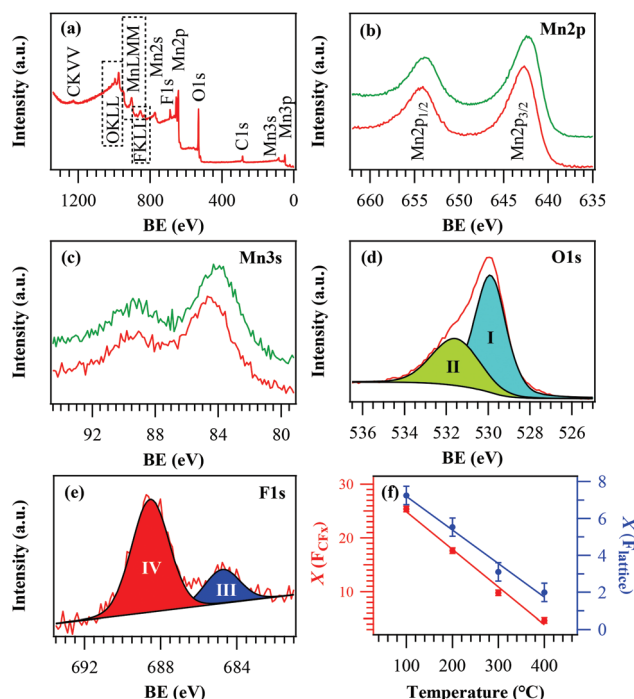 (a)
CKVV
OKLL
MnLMM
FKLL
Mn2s
F1s
Mn2p
O1s
C1s
Mn3s
Mn3p
Intensity (a.u.)
1200 800 400 0
BE (eV)
(b) Mn2p
Mn2p1/2
Mn2p3/2
Intensity (a.u.)
660 655 650 645 640 635
BE (eV)
(c)
Mn3s
Intensity (a.u.)
92 88 84 80
BE (eV)
(d) O1s
I
II
Intensity (a.u.)
536 534 532 530 528 526
BE (eV)
(e) F1s
IV
III
Intensity (a.u.)
692 688 684
BE (eV)
(f)
X (FCFx)
30
20
10
8
6
4
2
0
X (Flattice)
100 200 300 400
Temperature (°C)